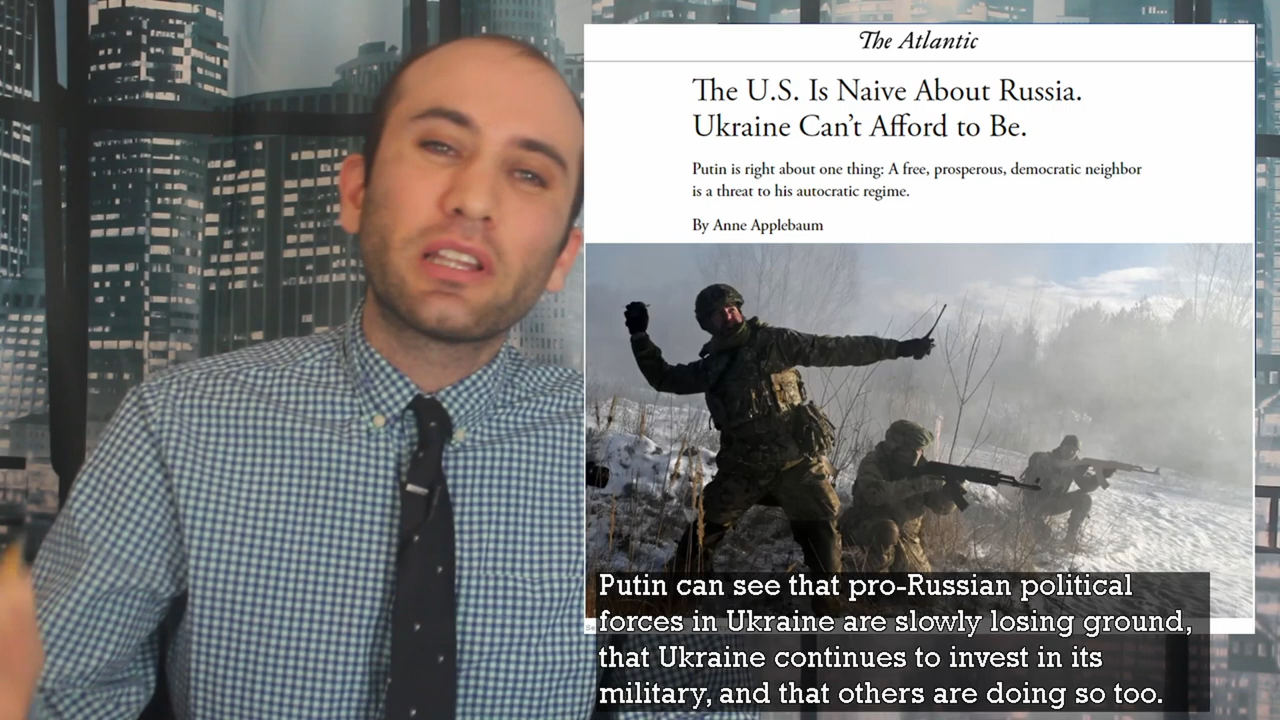 The Atlantic
The U.S. Is Naive About Russia.
Ukraine Can't Afford to Be.
Putin is right about one thing: A free, prosperous, democratic neighbor
is a threat to his autocratic regime.
By Anne Applebaum
Putin can see that pro-Russian political
forces in Ukraine are slowly losing ground,
that Ukraine continues to invest in its
military, and that others are doing so too.